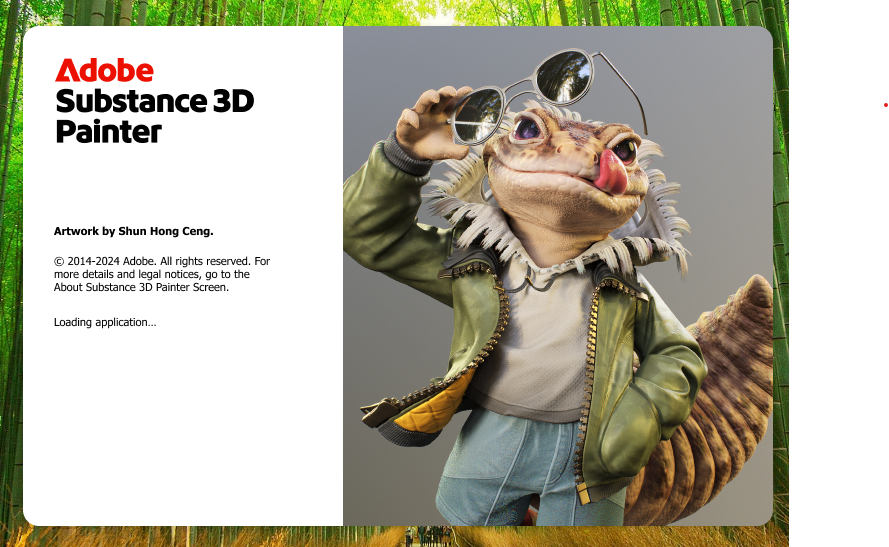 Adobe
Substance 3D
Painter
Artwork by Shun Hong Ceng.
© 2014-2024 Adobe. All rights reserved. For
more details and legal notices, go to the
About Substance 3D Painter Screen.
Loading application...